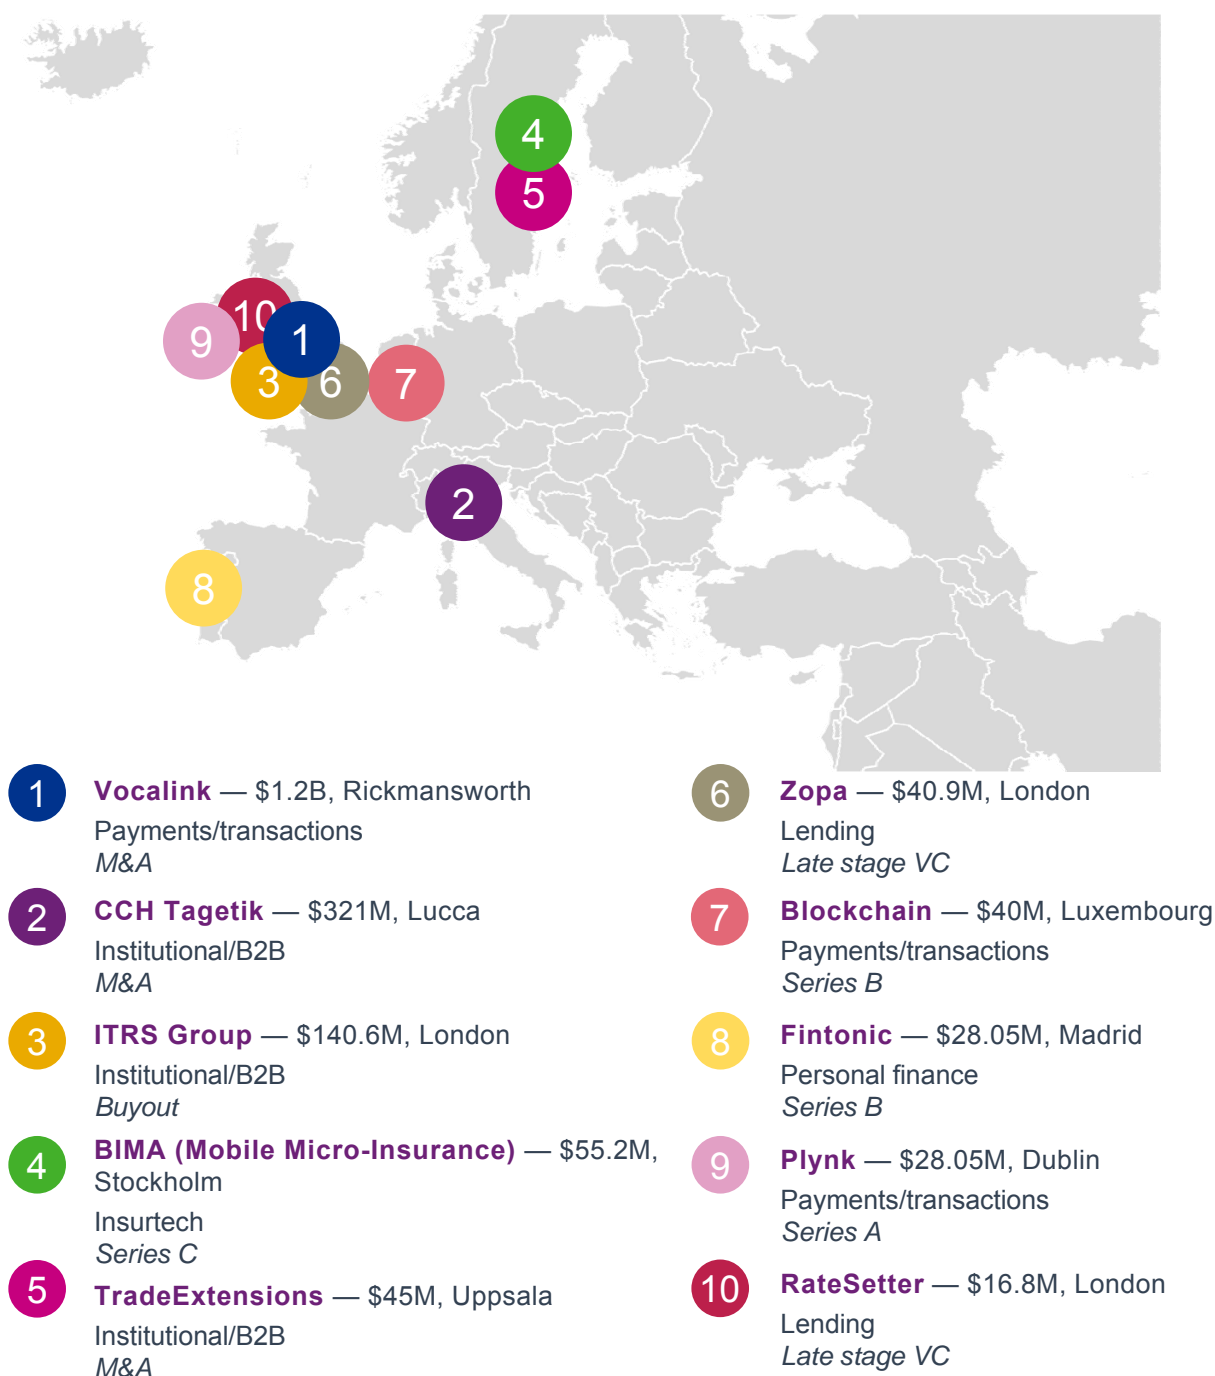 4
5
10
9
1
3
6
7
2
8
1
Vocalink — $1.2B, Rickmansworth
Payments/transactions
M&A
2
CCH Tagetik — $321M, Lucca
Institutional/B2B
M&A
3
ITRS Group — $140.6M, London
Institutional/B2B
Buyout
4
BIMA (Mobile Micro-Insurance) — $55.2M,
Stockholm
Insurtech
Series C
5
TradeExtensions — $45M, Uppsala
Institutional/B2B
M&A
6
Zopa — $40.9M, London
Lending
Late stage VC
7
Blockchain — $40M, Luxembourg
Payments/transactions
Series B
8
Fintonic — $28.05M, Madrid
Personal finance
Series B
9
Plynk — $28.05M, Dublin
Payments/transactions
Series A
10
RateSetter — $16.8M, London
Lending
Late stage VC